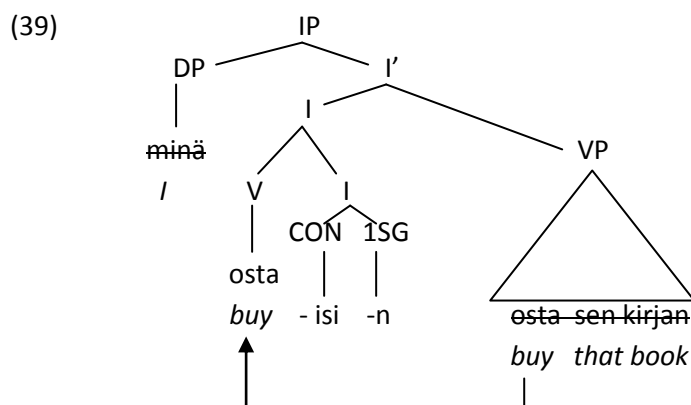 (39) IP
DP I’
I
minä VP
I V I
CON 1SG
osta
buy - isi -n osta sen kirjan
buy that book